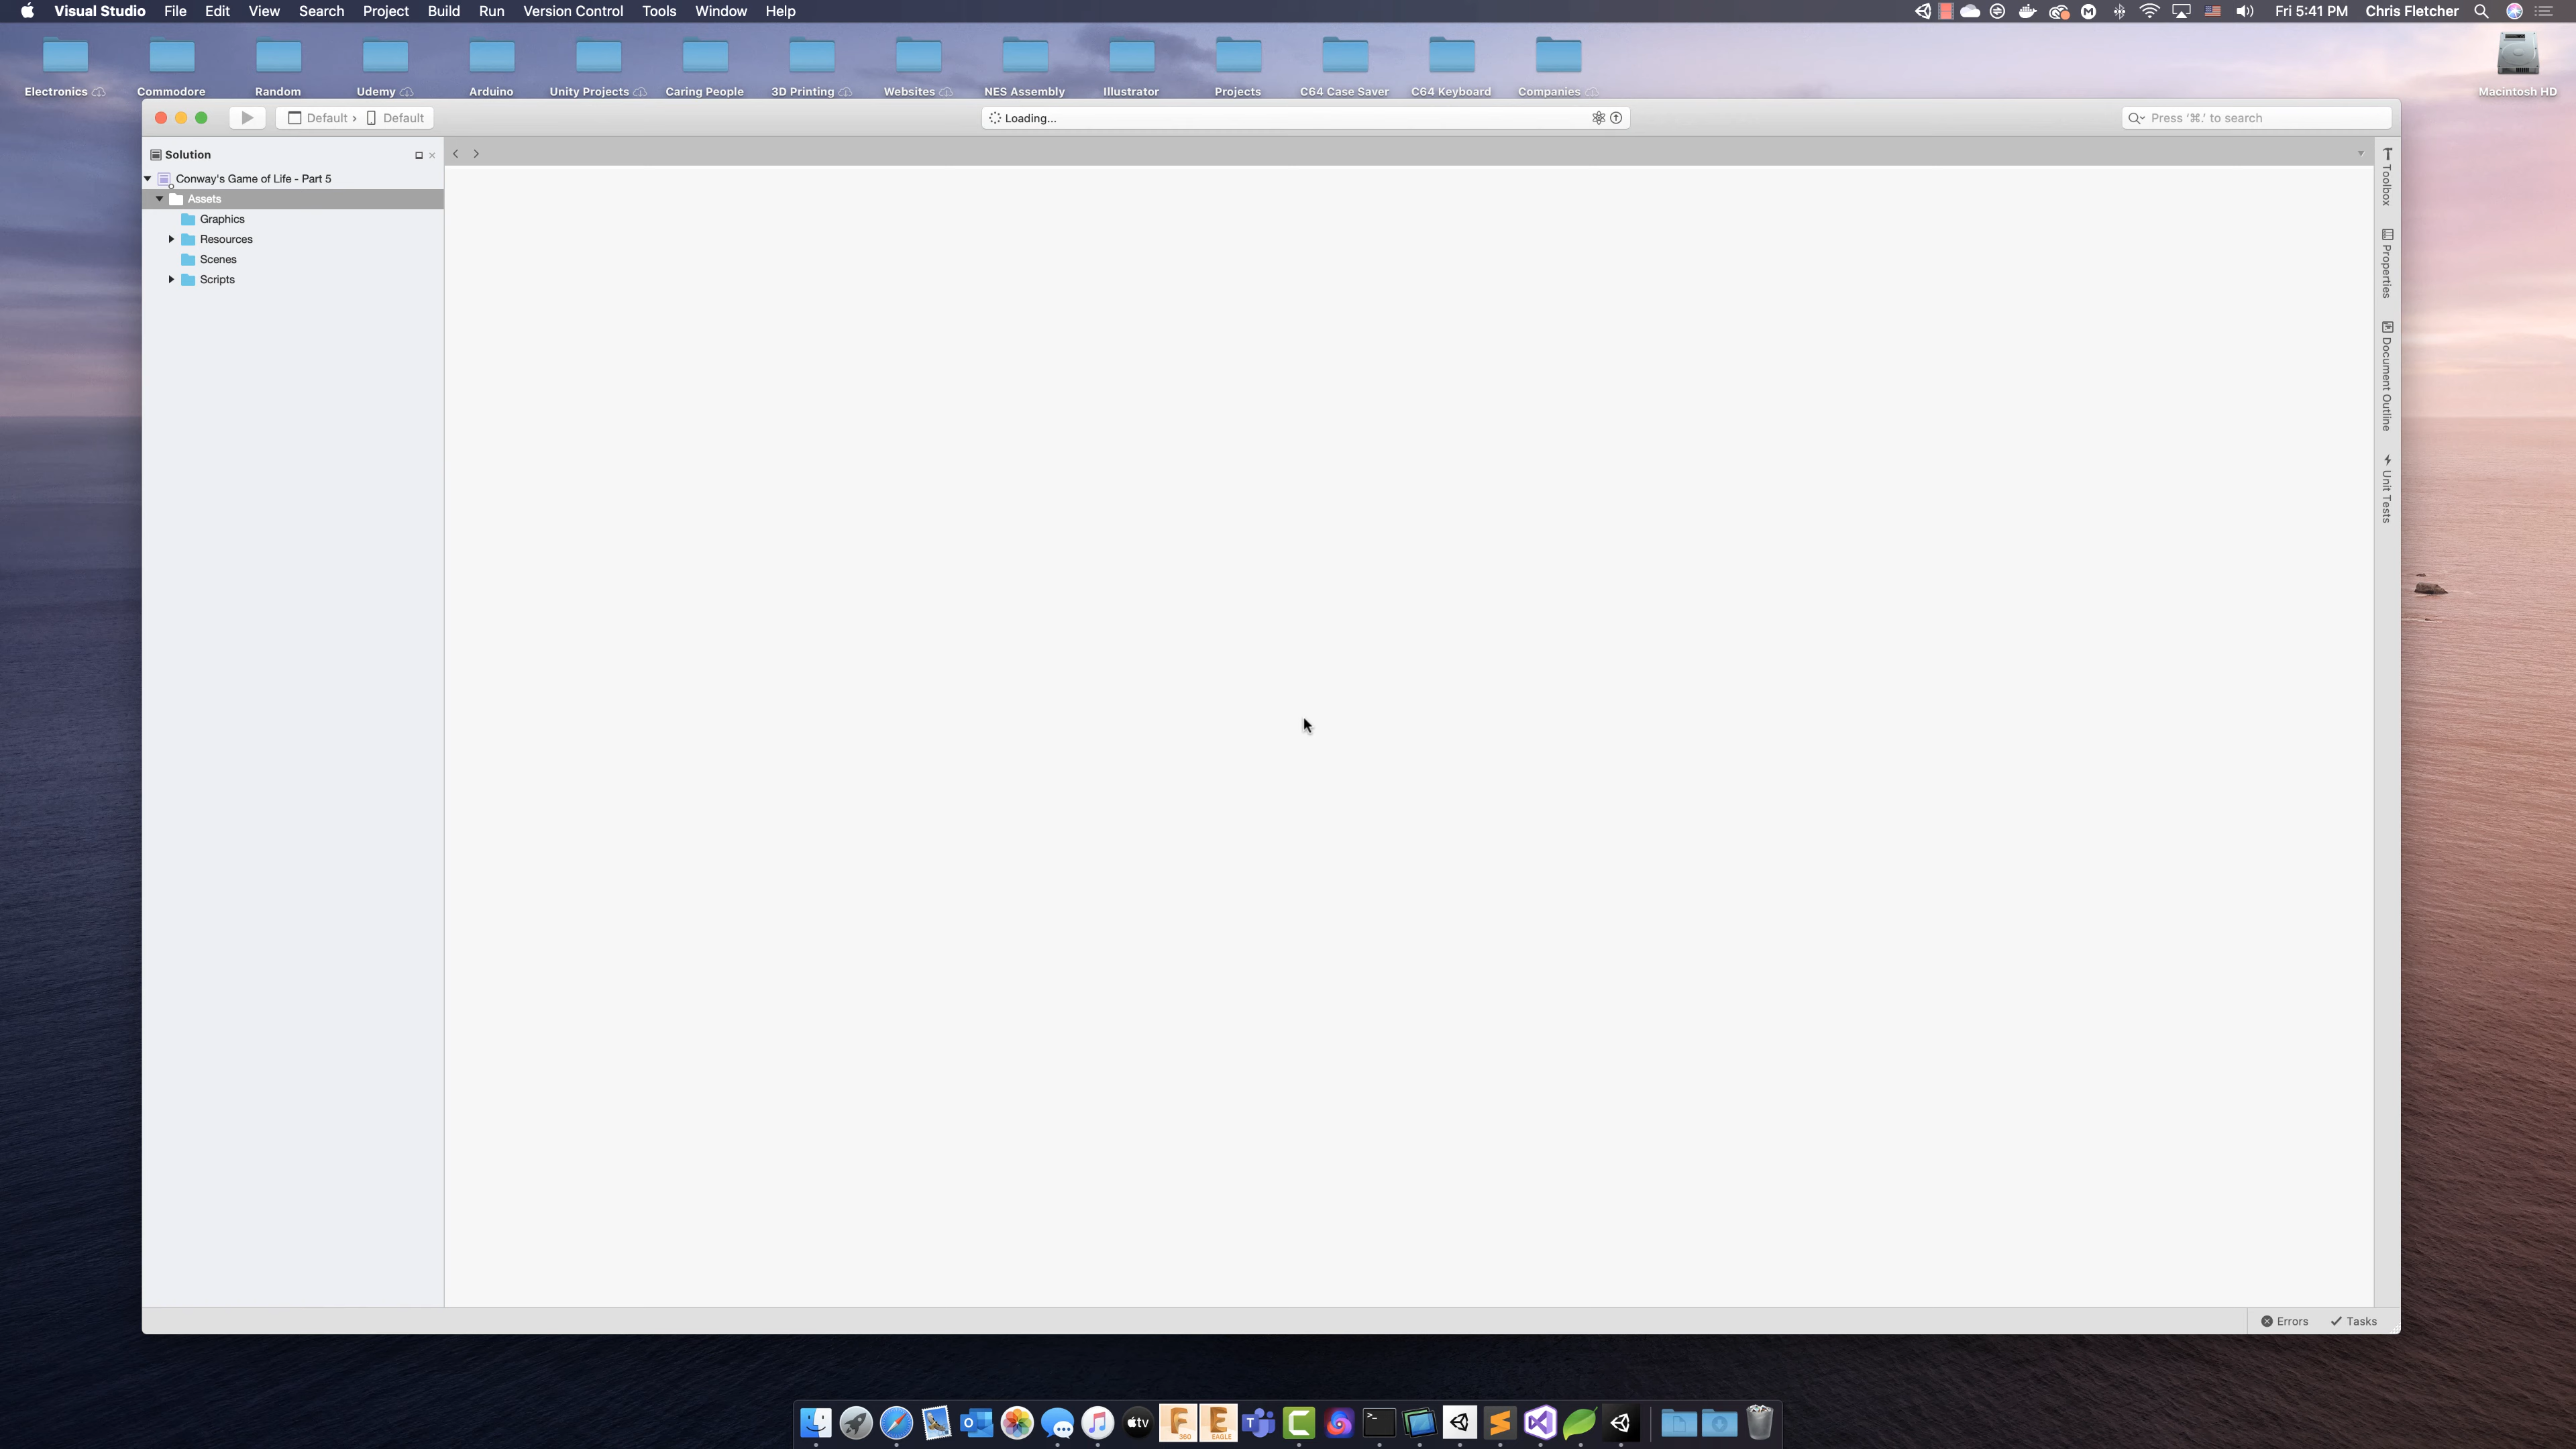 Visual Studio File Edit View Search Project Build Run Version Control Tools Window Help
Fri 5:41 PM Chris Fletcher
Electronics Commodore Random Udemy Arduino Unity Projects Caring People 3D Printing Websites NES Assembly Illustrator Projects C64 Case Saver C64 Keyboard Companies Macintosh HD
Default › Default
Loading...
Press '⌘.' to search
Solution
Conway's Game of Life - Part 5
Assets
Graphics
Resources
Scenes
Scripts
Toolbox
Properties
Document Outline
Unit Tests
Errors Tasks
tv
360
EAGLE